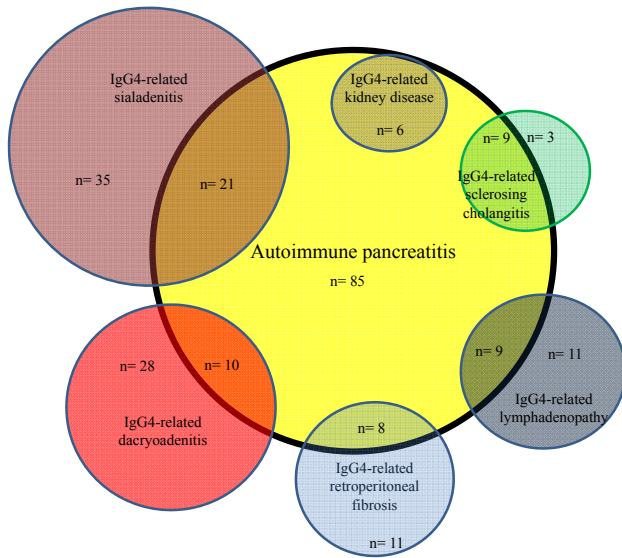 IgG4-related
sialadenitis
n= 35
n= 21
IgG4-related
kidney disease
n= 6
n= 9
n= 3
IgG4-related
sclerosing
cholangitis
Autoimmune pancreatitis
n= 85
n= 28
n= 10
IgG4-related
dacryoadenitis
n= 9
n= 11
IgG4-related
lymphadenopathy
n= 8
IgG4-related
retroperitoneal
fibrosis
n= 11